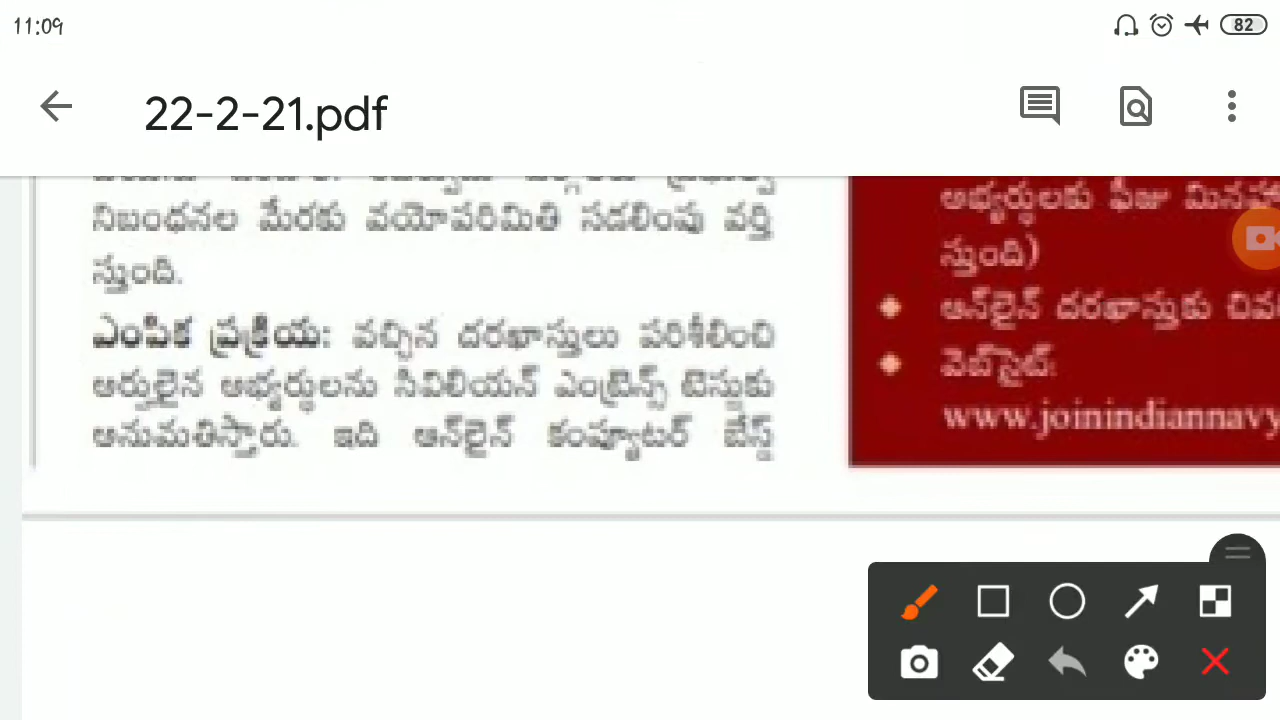 11:09
82
22-2-21.pdf
నిబంధనల మేరకు వయోపరిమితి సడలింపు వర్తి
స్తుంది.
ఎంపిక ప్రక్రియ: వచ్చిన దరఖాస్తులు పరిశీలించి
అర్హులైన అభ్యర్థులను సివిలియన్ ఎంట్రెన్స్ టెస్టుకు
అనుమతిస్తారు. ఇది ఆన్‌లైన్ కంప్యూటర్ బేస్డ్
అభ్యర్థులకు ఫీజు మినహా
స్తుంది)
ఆన్‌లైన్ దరఖాస్తుకు చివ
వెబ్‌సైట్:
www.joinindiannavy